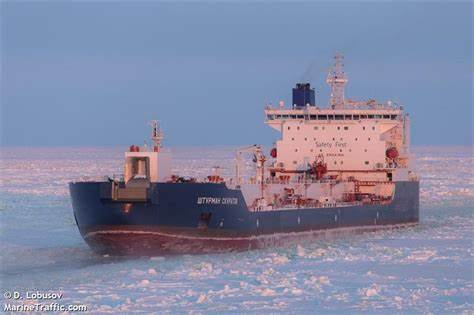 Safety First
ШТУРМАН СКУРАТОВ
© D. Lobusov
MarineTraffic.com